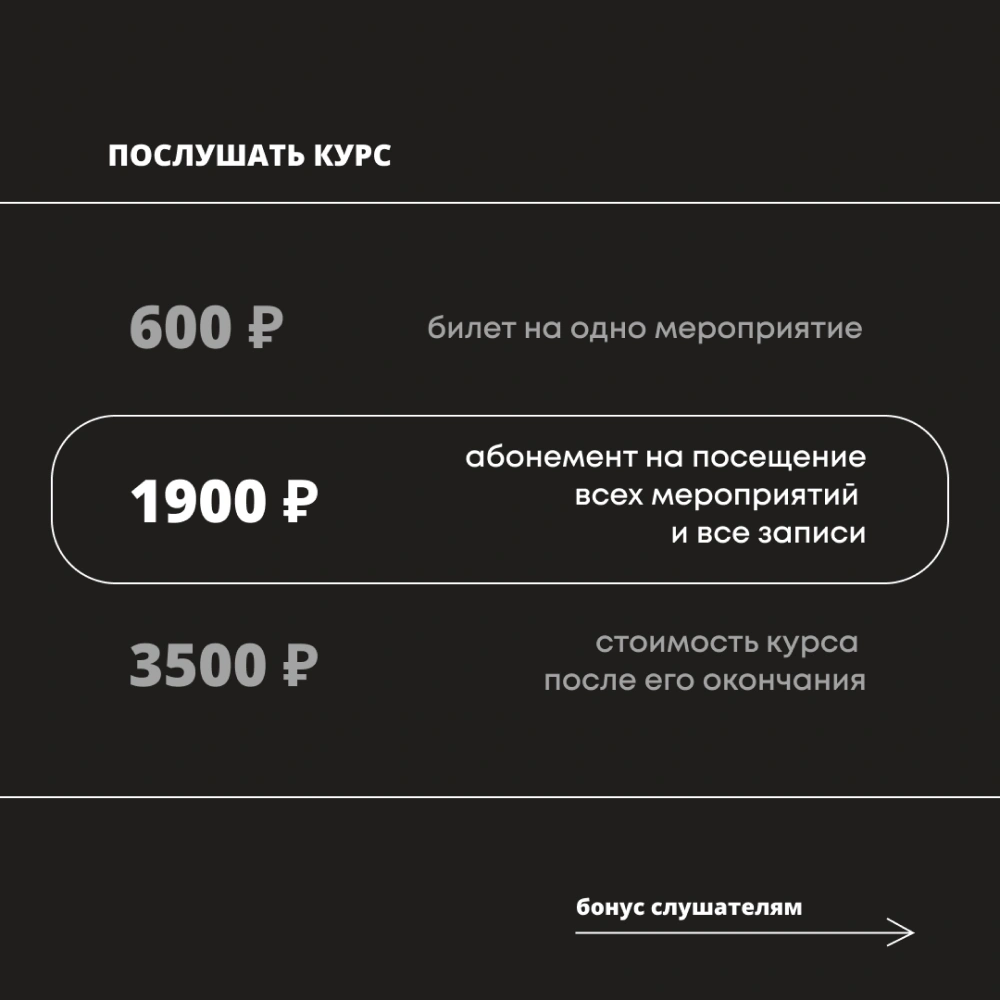 ПОСЛУШАТЬ КУРС
600 ₽
билет на одно мероприятие
1900 ₽
абонемент на посещение
всех мероприятий
и все записи
3500 ₽
стоимость курса
после его окончания
бонус слушателям